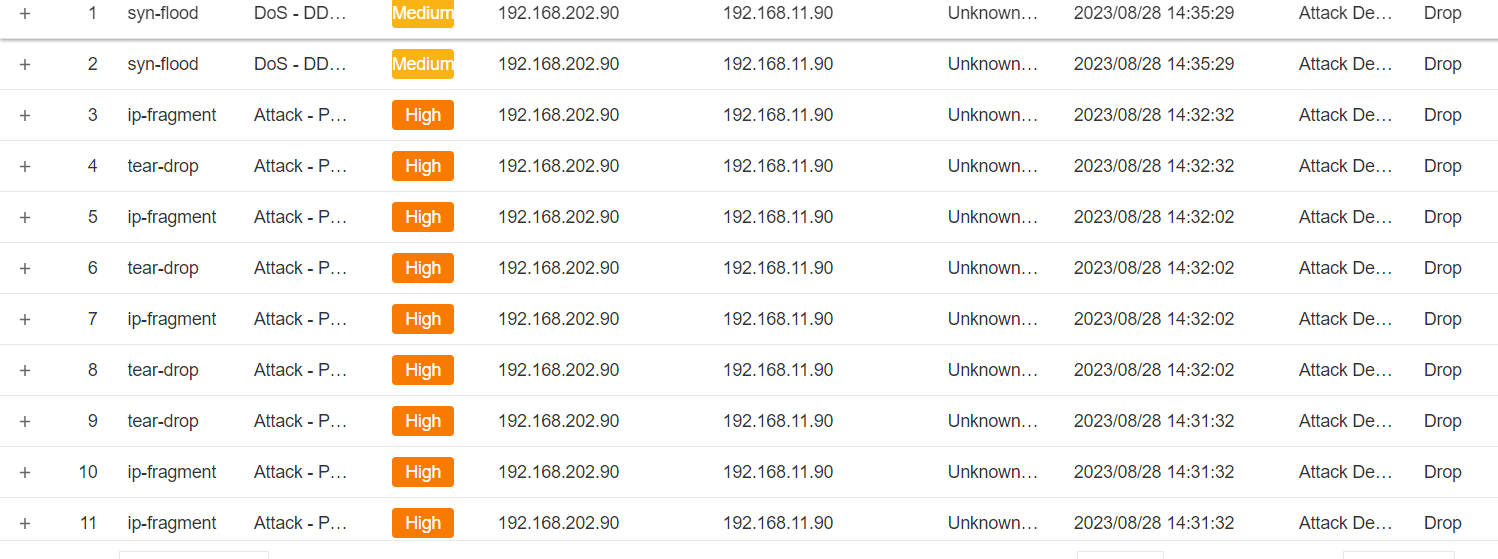 + 1 syn-flood DoS - DD… Medium 192.168.202.90 192.168.11.90 Unknown… 2023/08/28 14:35:29 Attack De… Drop
+ 2 syn-flood DoS - DD… Medium 192.168.202.90 192.168.11.90 Unknown… 2023/08/28 14:35:29 Attack De… Drop
+ 3 ip-fragment Attack - P… High 192.168.202.90 192.168.11.90 Unknown… 2023/08/28 14:32:32 Attack De… Drop
+ 4 tear-drop Attack - P… High 192.168.202.90 192.168.11.90 Unknown… 2023/08/28 14:32:32 Attack De… Drop
+ 5 ip-fragment Attack - P… High 192.168.202.90 192.168.11.90 Unknown… 2023/08/28 14:32:02 Attack De… Drop
+ 6 tear-drop Attack - P… High 192.168.202.90 192.168.11.90 Unknown… 2023/08/28 14:32:02 Attack De… Drop
+ 7 ip-fragment Attack - P… High 192.168.202.90 192.168.11.90 Unknown… 2023/08/28 14:32:02 Attack De… Drop
+ 8 tear-drop Attack - P… High 192.168.202.90 192.168.11.90 Unknown… 2023/08/28 14:32:02 Attack De… Drop
+ 9 tear-drop Attack - P… High 192.168.202.90 192.168.11.90 Unknown… 2023/08/28 14:31:32 Attack De… Drop
+ 10 ip-fragment Attack - P… High 192.168.202.90 192.168.11.90 Unknown… 2023/08/28 14:31:32 Attack De… Drop
+ 11 ip-fragment Attack - P… High 192.168.202.90 192.168.11.90 Unknown… 2023/08/28 14:31:32 Attack De… Drop